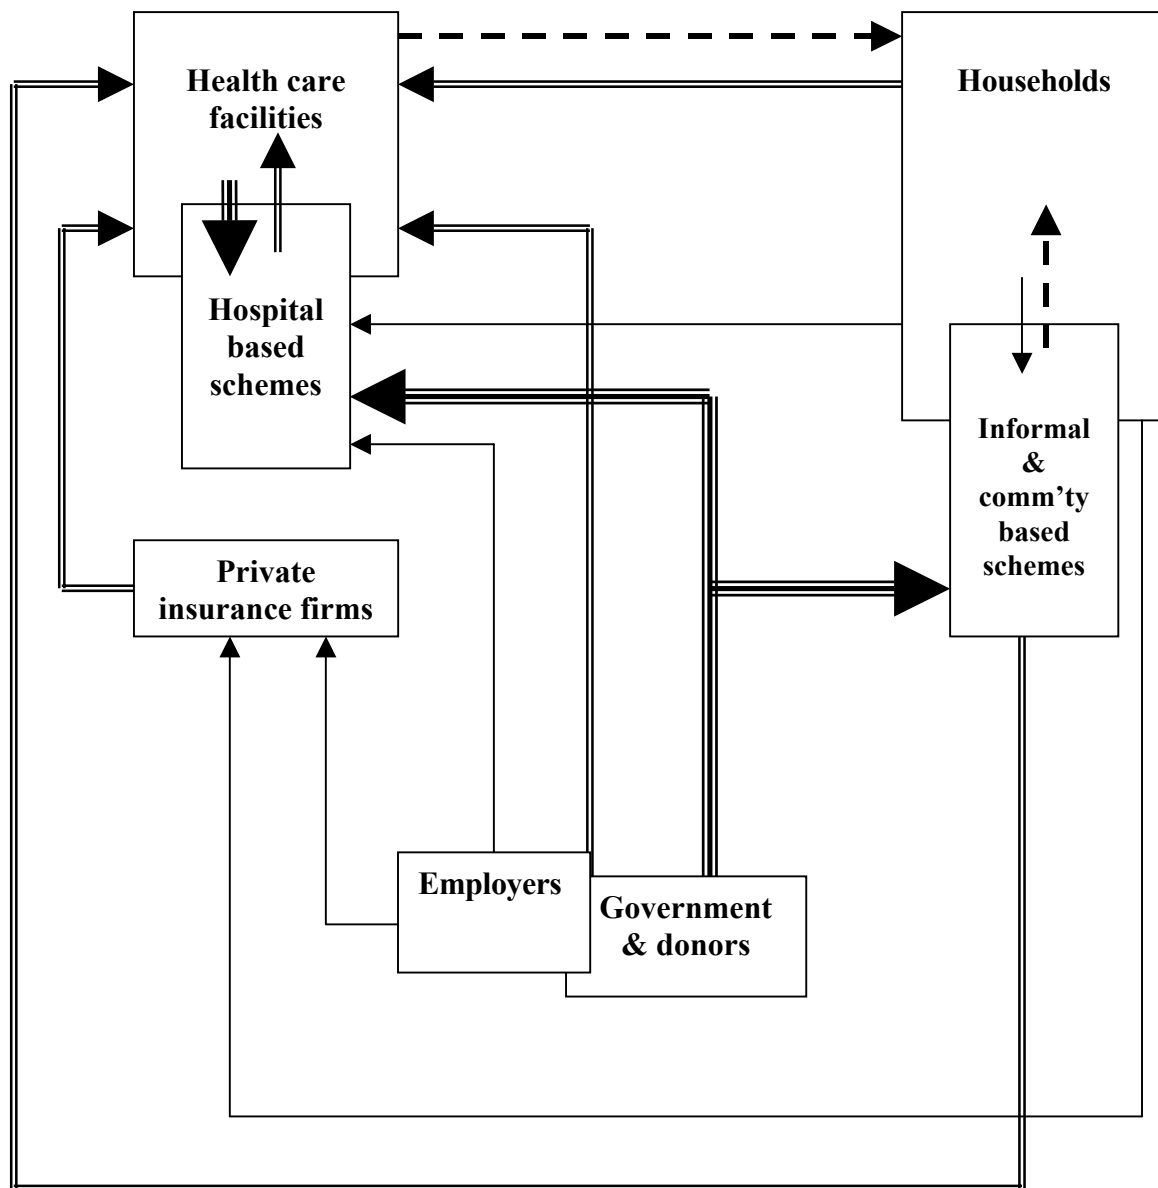 Health care
facilities
Households
Hospital
based
schemes
Informal
&
comm’ty
based
schemes
Private
insurance firms
Employers
Government
& donors